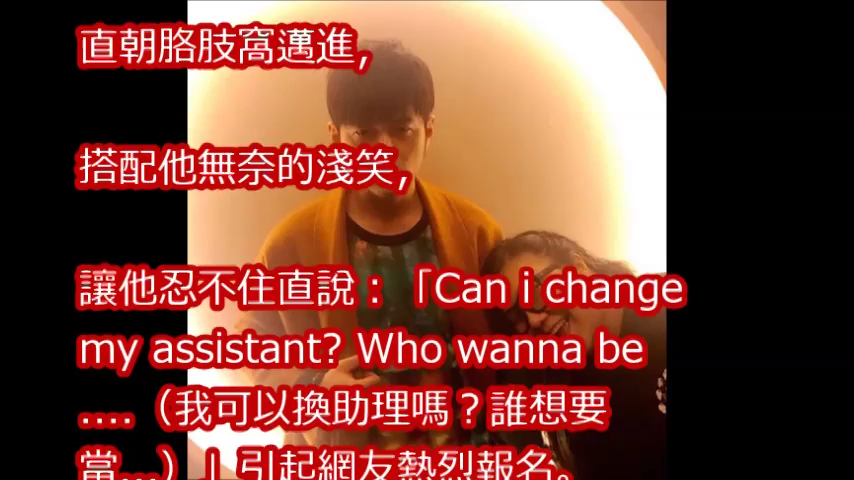 直朝胳肢窩邁進,
搭配他無奈的淺笑,
讓他忍不住直說：「Can i change
my assistant? Who wanna be
....（我可以換助理嗎？誰想要
當...）」引起網友熱烈報名。